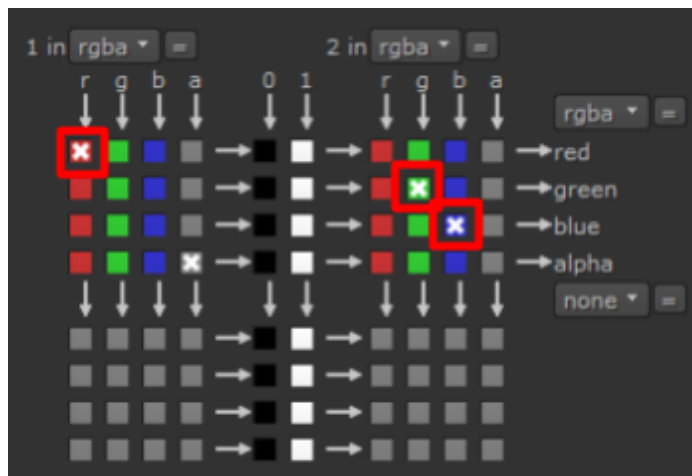 1 in rgba = 2 in rgba =
r g b a 0 1 r g b a
rgba =
red
green
blue
alpha
none =